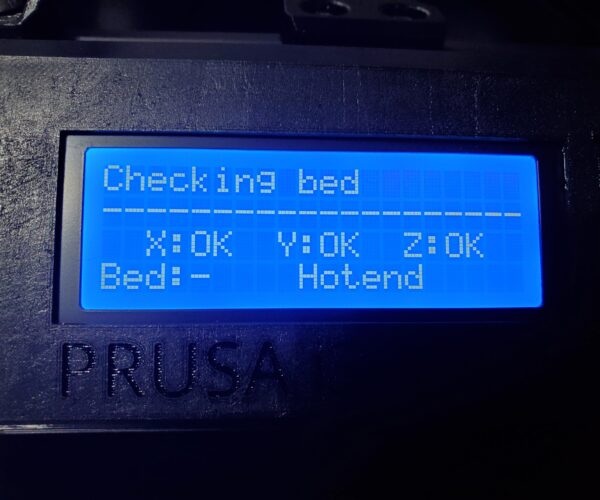 Checking bed
--------------------
X:OK Y:OK Z:OK
Bed:- Hotend
PRUSA